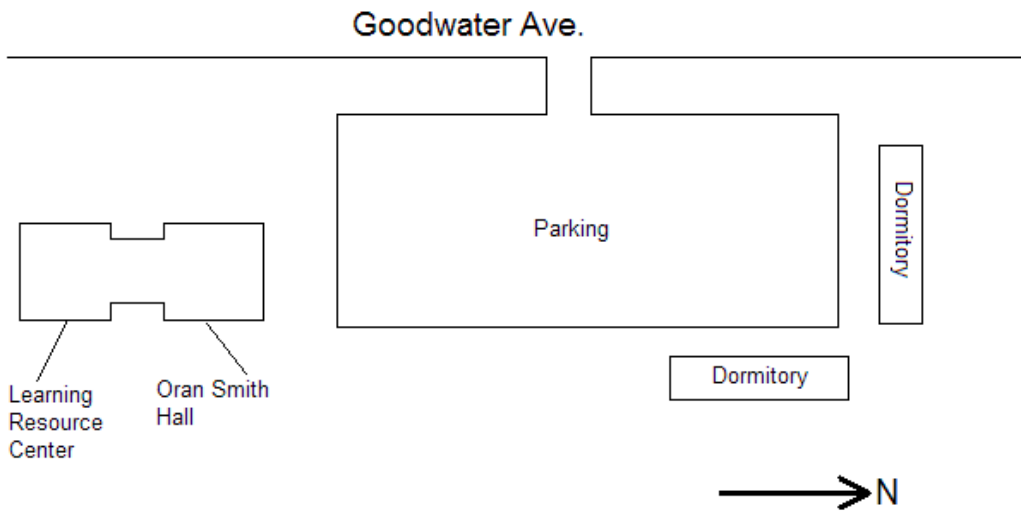 Goodwater Ave.
Parking
Dormitory
Dormitory
Learning
Resource
Center
Oran Smith
Hall
N